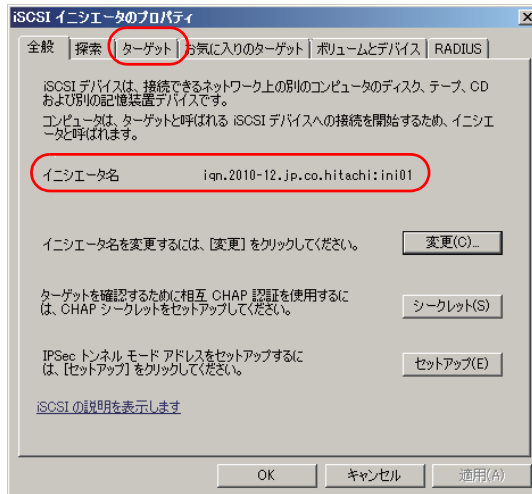 iSCSI イニシエータのプロパティ
全般 探索 ターゲット お気に入りのターゲット ボリュームとデバイス RADIUS
iSCSI デバイスは、接続できるネットワーク上の別のコンピュータのディスク、テープ、CD
および別の記憶装置デバイスです。
コンピュータは、ターゲットと呼ばれる iSCSI デバイスへの接続を開始するため、イニシエ
ータと呼ばれます。
イニシエータ名 iqn.2010-12.jp.co.hitachi:ini01
イニシエータ名を変更するには、[変更] をクリックしてください。 変更(C)...
ターゲットを確認するために相互 CHAP 認証を使用するに
は、CHAP シークレットをセットアップしてください。
シークレット(S)
IPSec トンネル モード アドレスをセットアップするに
は、[セットアップ] をクリックしてください。
セットアップ(E)
iSCSI の説明を表示します
OK キャンセル 適用(A)